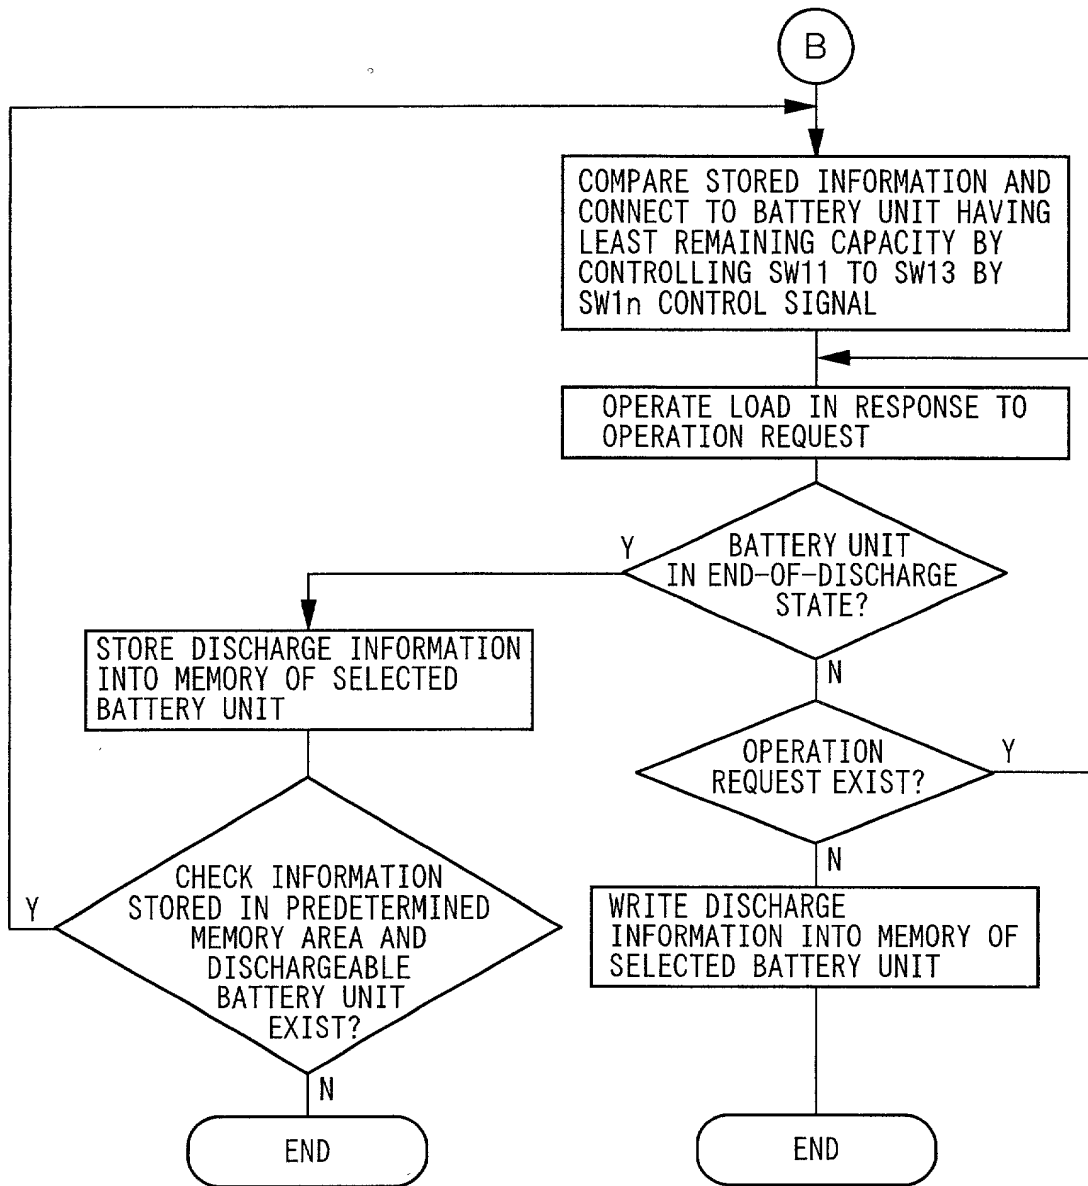 B
COMPARE STORED INFORMATION AND
CONNECT TO BATTERY UNIT HAVING
LEAST REMAINING CAPACITY BY
CONTROLLING SW11 TO SW13 BY
SW1n CONTROL SIGNAL
OPERATE LOAD IN RESPONSE TO
OPERATION REQUEST
BATTERY UNIT
IN END-OF-DISCHARGE
STATE?
Y
N
STORE DISCHARGE INFORMATION
INTO MEMORY OF SELECTED
BATTERY UNIT
OPERATION
REQUEST EXIST?
Y
N
CHECK INFORMATION
STORED IN PREDETERMINED
MEMORY AREA AND
DISCHARGEABLE
BATTERY UNIT
EXIST?
Y
N
WRITE DISCHARGE
INFORMATION INTO MEMORY OF
SELECTED BATTERY UNIT
END
END